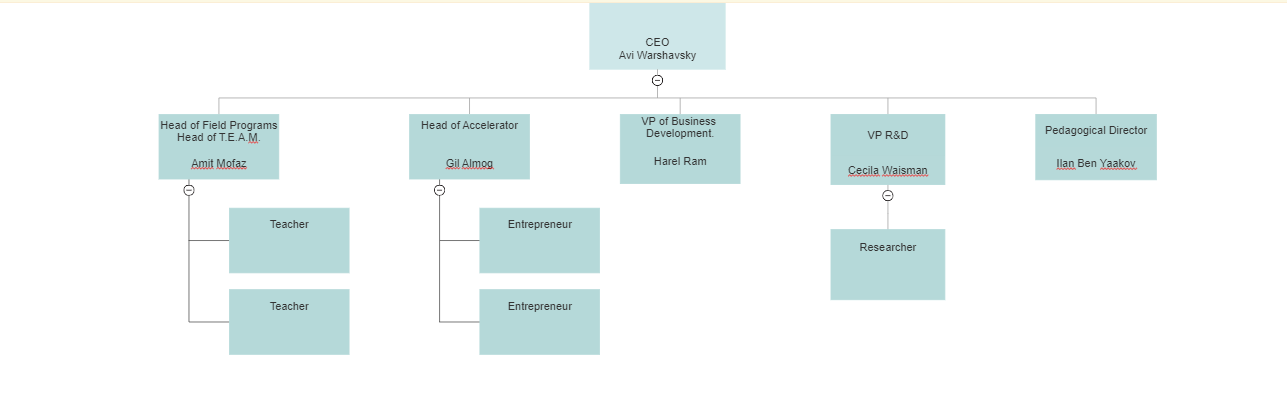 CEO
Avi Warshavsky
Head of Field Programs
Head of T.E.A.M.
Amit Mofaz
Head of Accelerator
Gil Almog
VP of Business
Development.
Harel Ram
VP R&D
Cecila Waisman
Pedagogical Director
Ilan Ben Yaakov
Teacher
Entrepreneur
Researcher
Teacher
Entrepreneur